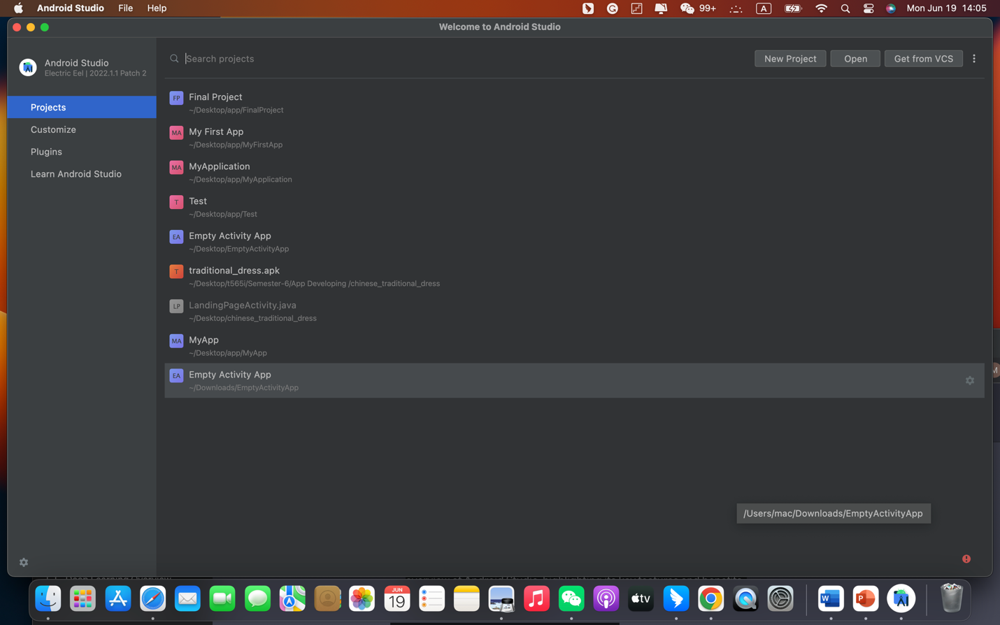 Android Studio File Help
99+
A
Mon Jun 19 14:05
Welcome to Android Studio
Android Studio
Electric Eel | 2022.1.1 Patch 2
Search projects
New Project
Open
Get from VCS
Projects
Customize
Plugins
Learn Android Studio
FP Final Project
~/Desktop/app/FinalProject
MA My First App
~/Desktop/app/MyFirstApp
MA MyApplication
~/Desktop/app/MyApplication
T Test
~/Desktop/app/Test
EA Empty Activity App
~/Desktop/EmptyActivityApp
T traditional_dress.apk
~/Desktop/t565i/Semester-6/App Developing /chinese_traditional_dress
LP LandingPageActivity.java
~/Desktop/chinese_traditional_dress
MA MyApp
~/Desktop/app/MyApp
EA Empty Activity App
~/Downloads/EmptyActivityApp
M
/Users/mac/Downloads/EmptyActivityApp
JUN
19
tv
W
P